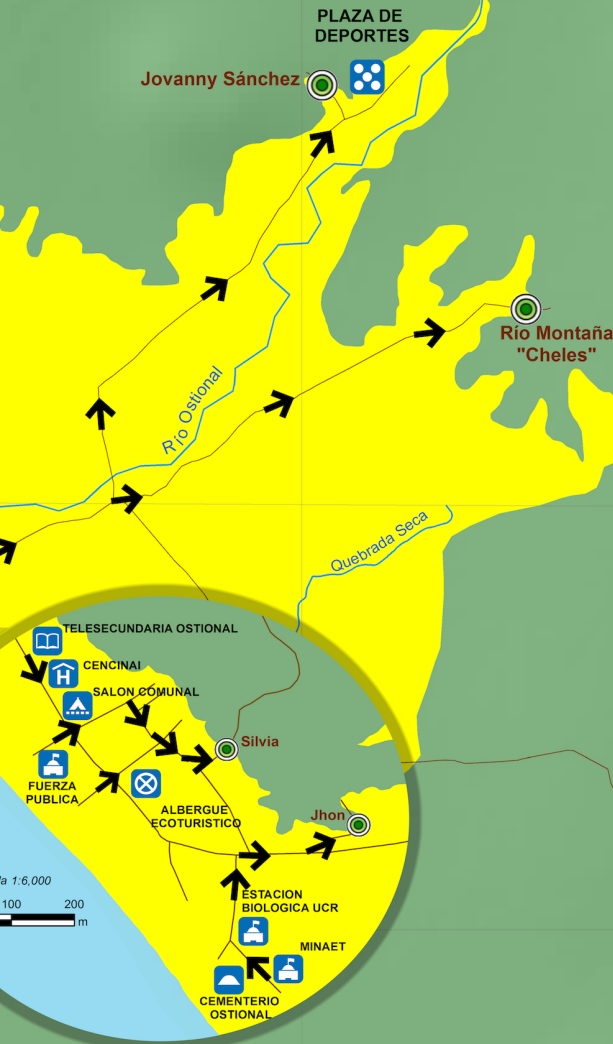 PLAZA DE
DEPORTES
Jovanny Sánchez
Río Montaña
"Cheles"
Río Ostional
Quebrada Seca
TELESECUNDARIA OSTIONAL
CENCINAI
SALON COMUNAL
Silvia
FUERZA
PUBLICA
ALBERGUE
ECOTURISTICO
Jhon
1:6,000
100 200
m
ESTACION
BIOLOGICA UCR
MINAET
CEMENTERIO
OSTIONAL